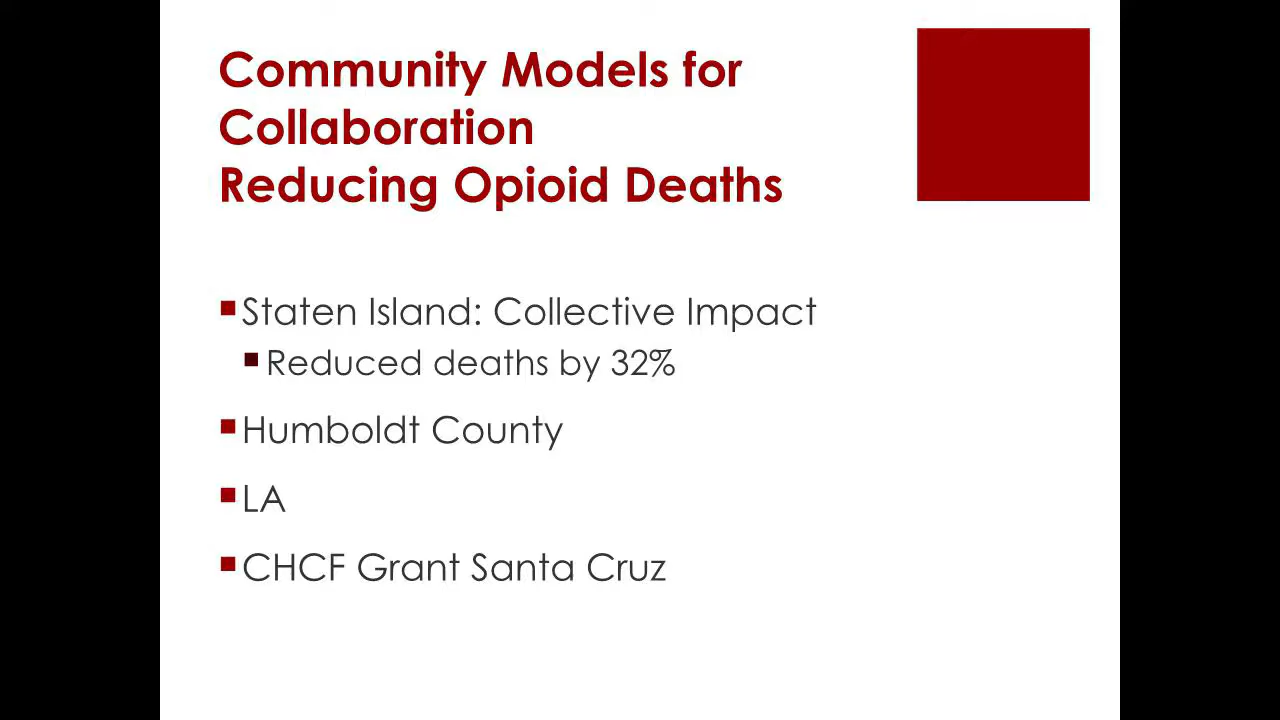 Community Models for
Collaboration
Reducing Opioid Deaths
Staten Island: Collective Impact
Reduced deaths by 32%
Humboldt County
LA
CHCF Grant Santa Cruz